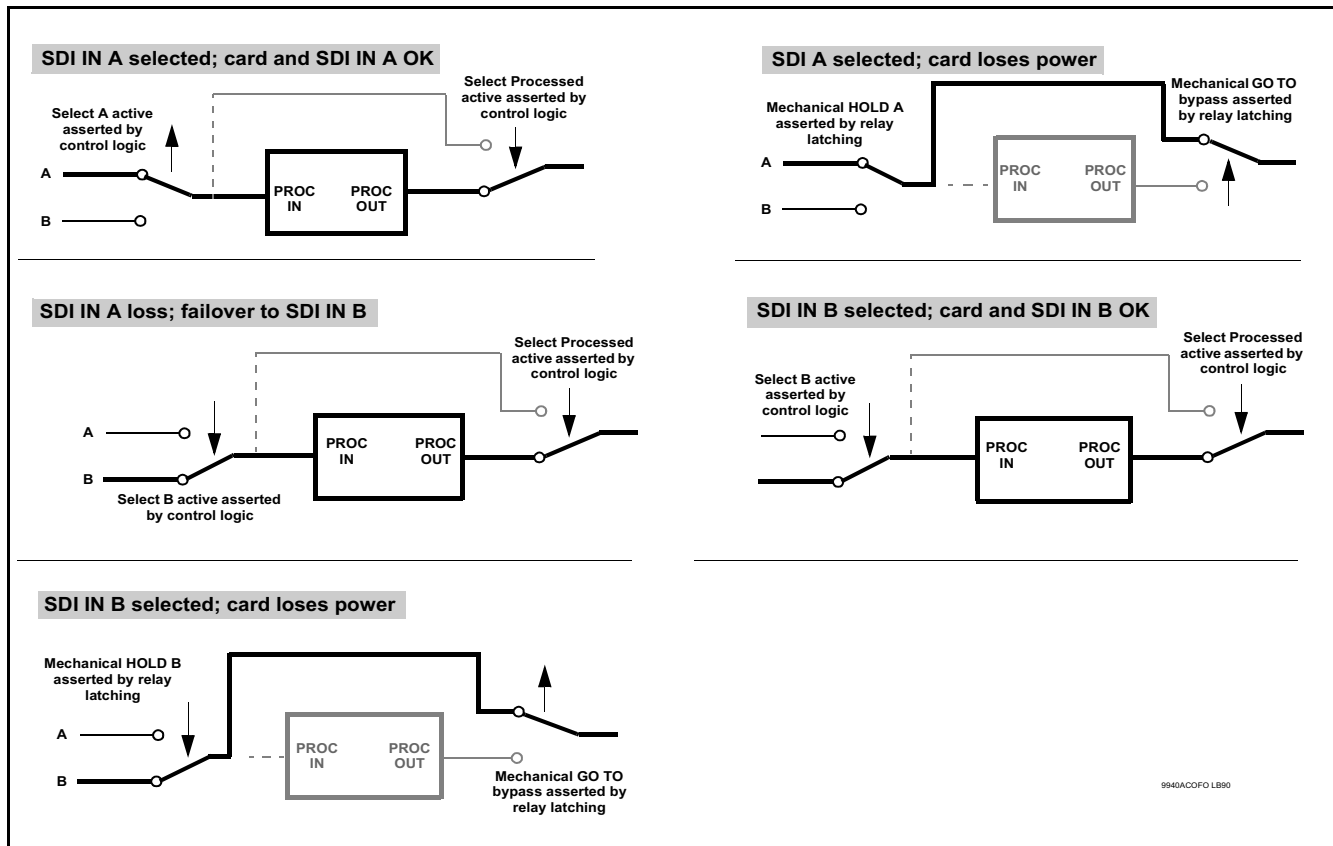 SDI IN A selected; card and SDI IN A OK
Select A active
asserted by
control logic
Select Processed
active asserted by
control logic
A
B
PROC
IN
PROC
OUT
SDI A selected; card loses power
Mechanical HOLD A
asserted by relay
latching
Mechanical GO TO
bypass asserted
by relay latching
A
B
PROC
IN
PROC
OUT
SDI IN A loss; failover to SDI IN B
Select Processed
active asserted by
control logic
A
B
PROC
IN
PROC
OUT
Select B active asserted
by control logic
SDI IN B selected; card and SDI IN B OK
Select B active
asserted by
control logic
Select Processed
active asserted by
control logic
PROC
IN
PROC
OUT
SDI IN B selected; card loses power
Mechanical HOLD B
asserted by relay
latching
A
B
PROC
IN
PROC
OUT
Mechanical GO TO
bypass asserted by
relay latching
9940ACOFO LB90